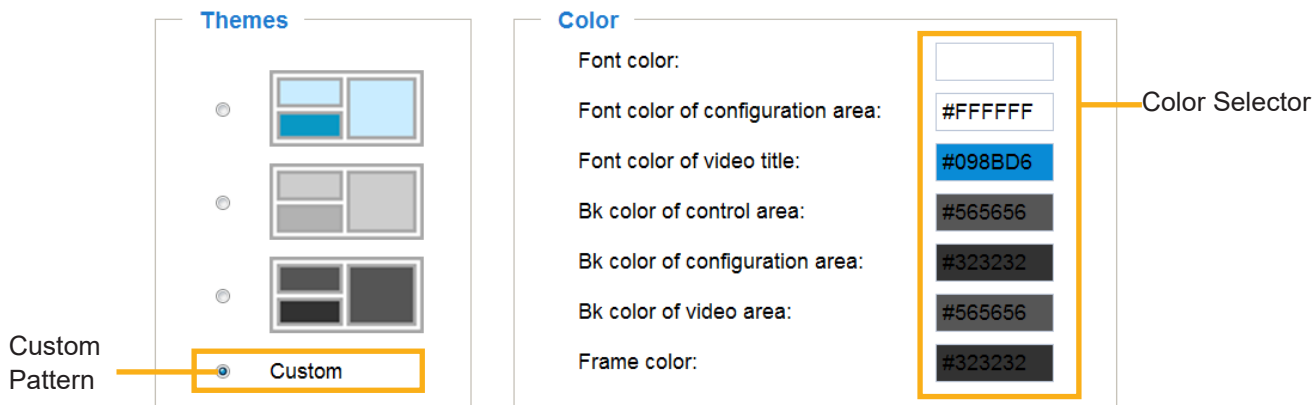 Themes
Color
Font color:
Font color of configuration area: #FFFFFF
Color Selector
Font color of video title: #098BD6
Bk color of control area: #565656
Bk color of configuration area: #323232
Bk color of video area: #565656
Frame color: #323232
Custom
Pattern
Custom